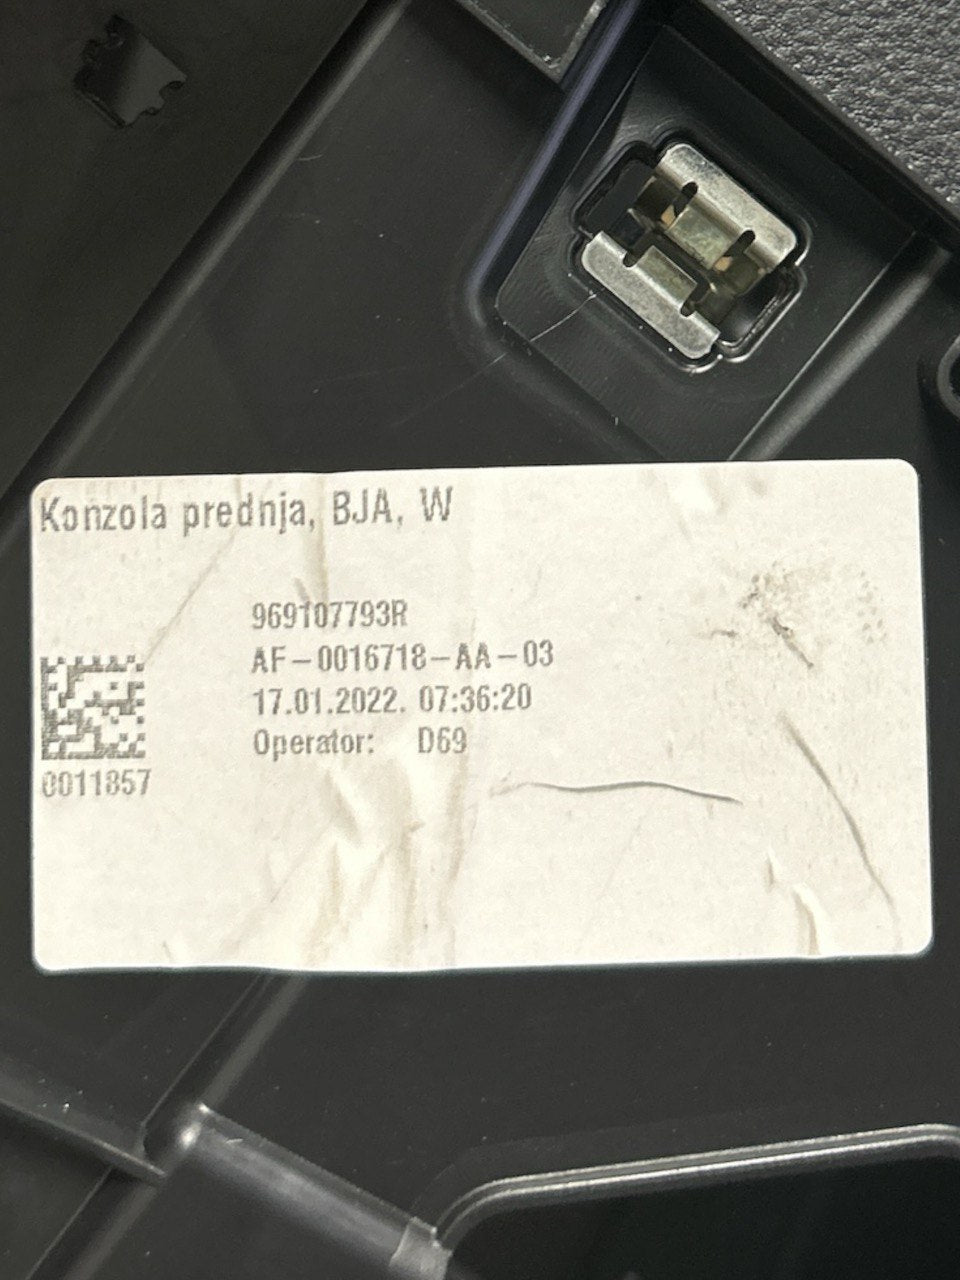 Konzola prednja, BJA, W
969107793R
AF-0016718-AA-03
17.01.2022. 07:36:20
Operator: D69
0011857